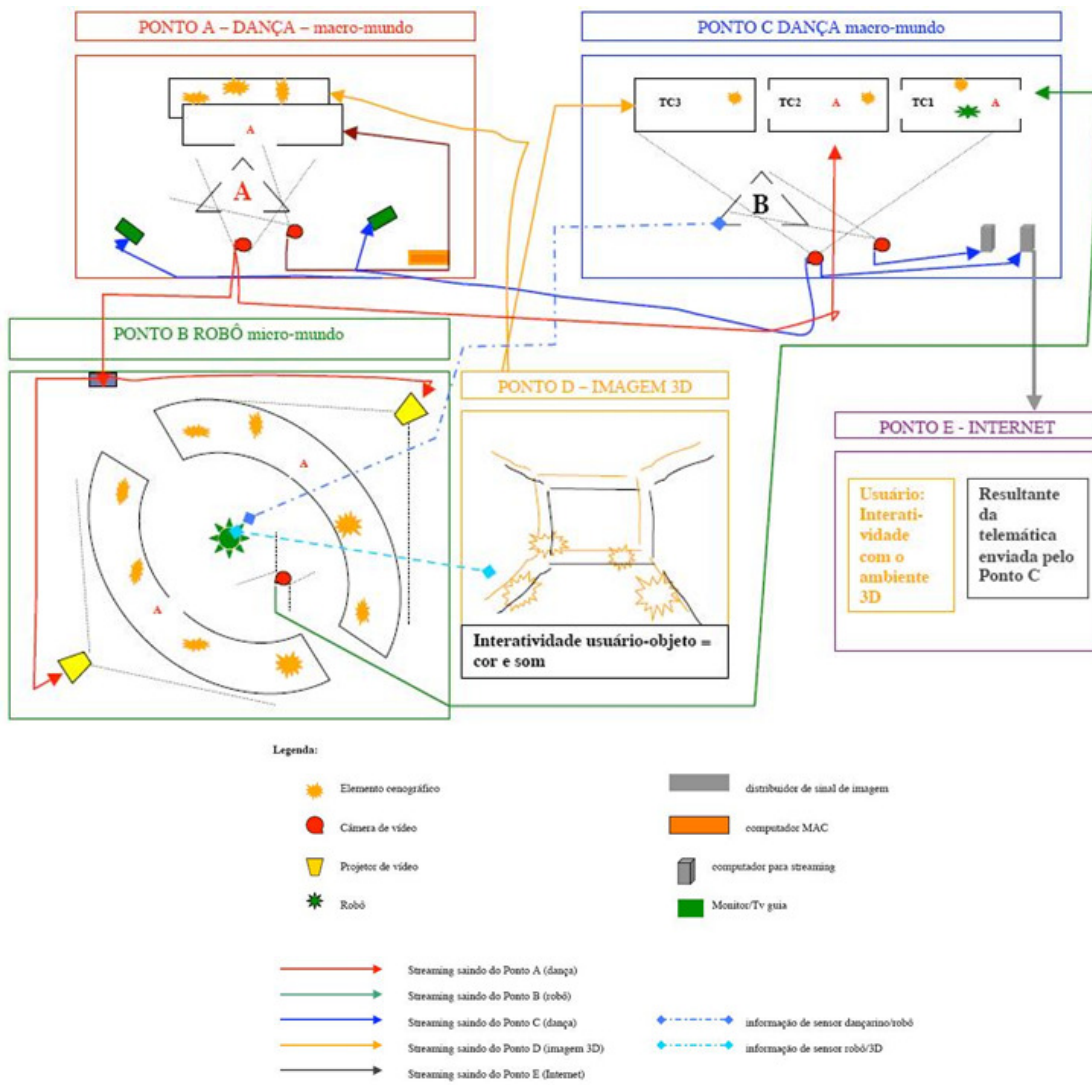 PONTO A – DANÇA – macro-mundo
PONTO C DANÇA macro-mundo
A
A
TC3
TC2
A
TC1
A
B
PONTO B ROBÔ micro-mundo
A
A
PONTO D – IMAGEM 3D
Interatividade usuário-objeto =
cor e som
PONTO E - INTERNET
Usuário:
Interati-
vidade
com o
ambiente
3D
Resultante
da
telemática
enviada pelo
Ponto C
Legenda:
Elemento cenográfico
Câmera de vídeo
Projetor de vídeo
Robô
distribuidor de sinal de imagem
computador MAC
computador para streaming
Monitor/Tv guia
Streaming saindo do Ponto A (dança)
Streaming saindo do Ponto B (robô)
Streaming saindo do Ponto C (dança)
Streaming saindo do Ponto D (imagem 3D)
Streaming saindo do Ponto E (Internet)
informação de sensor dançarino/robô
informação de sensor robô/3D